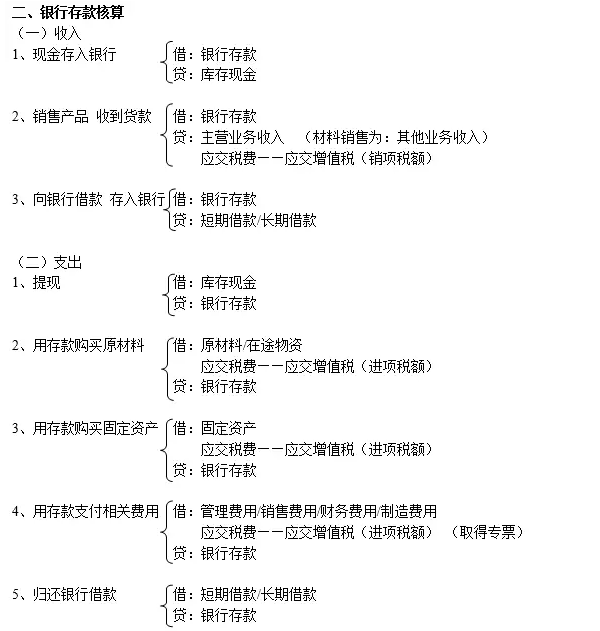 二、银行存款核算
（一）收入
1、现金存入银行 借：银行存款
贷：库存现金
2、销售产品 收到货款 借：银行存款
贷：主营业务收入 （材料销售为：其他业务收入）
应交税费——应交增值税（销项税额）
3、向银行借款 存入银行 借：银行存款
贷：短期借款/长期借款
（二）支出
1、提现 借：库存现金
贷：银行存款
2、用存款购买原材料 借：原材料/在途物资
应交税费——应交增值税（进项税额）
贷：银行存款
3、用存款购买固定资产 借：固定资产
应交税费——应交增值税（进项税额）
贷：银行存款
4、用存款支付相关费用 借：管理费用/销售费用/财务费用/制造费用
应交税费——应交增值税（进项税额）（取得专票）
贷：银行存款
5、归还银行借款 借：短期借款/长期借款
贷：银行存款